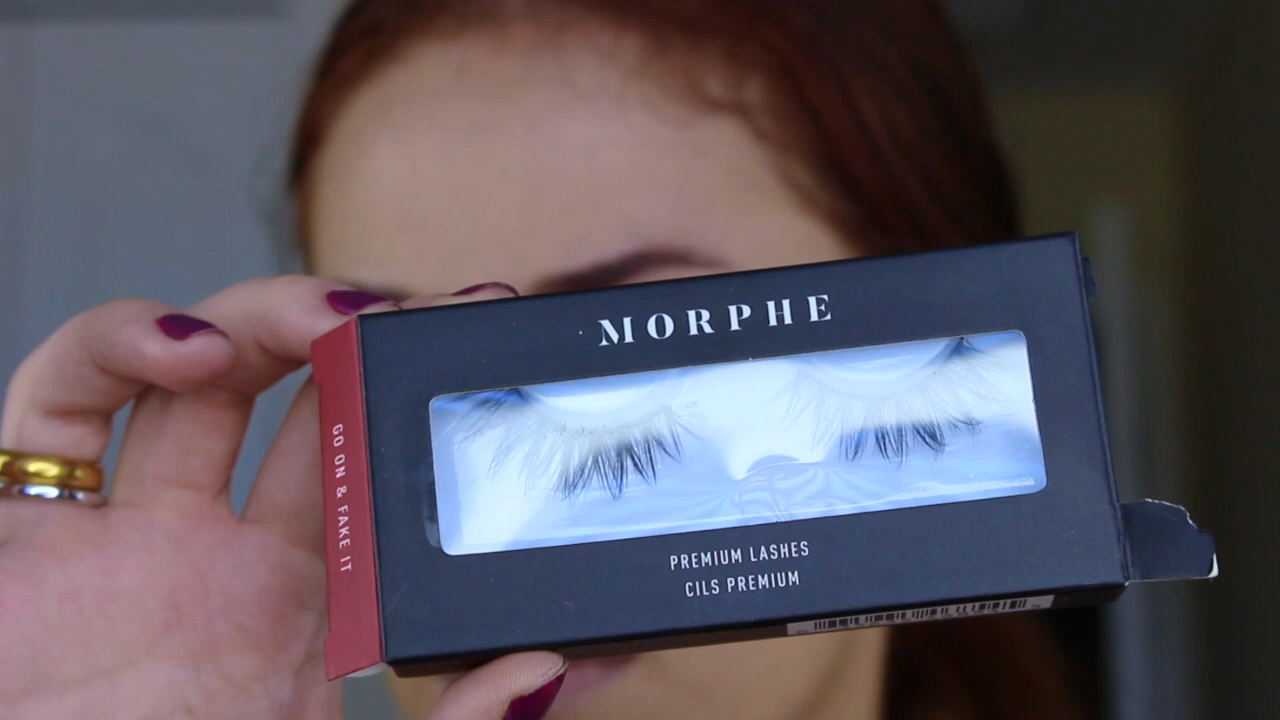 MORPHE
GO ON & FAKE IT
PREMIUM LASHES
CILS PREMIUM